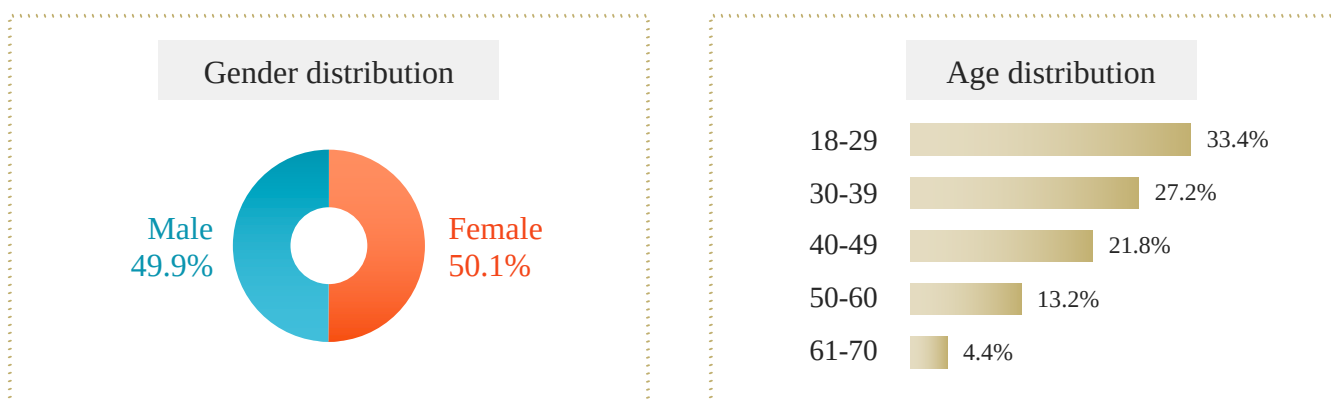 Gender distribution
Male
49.9%
Female
50.1%
Age distribution
18-29 33.4%
30-39 27.2%
40-49 21.8%
50-60 13.2%
61-70 4.4%